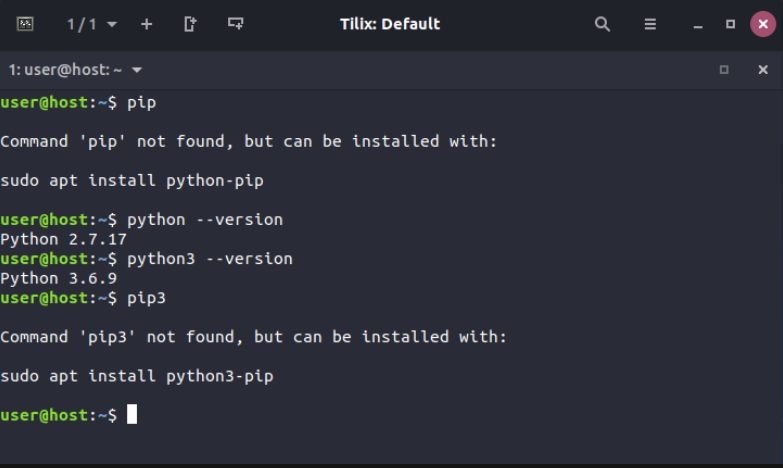 1 / 1
Tilix: Default
1: user@host: ~
user@host:~$ pip
Command 'pip' not found, but can be installed with:
sudo apt install python-pip
user@host:~$ python --version
Python 2.7.17
user@host:~$ python3 --version
Python 3.6.9
user@host:~$ pip3
Command 'pip3' not found, but can be installed with:
sudo apt install python3-pip
user@host:~$